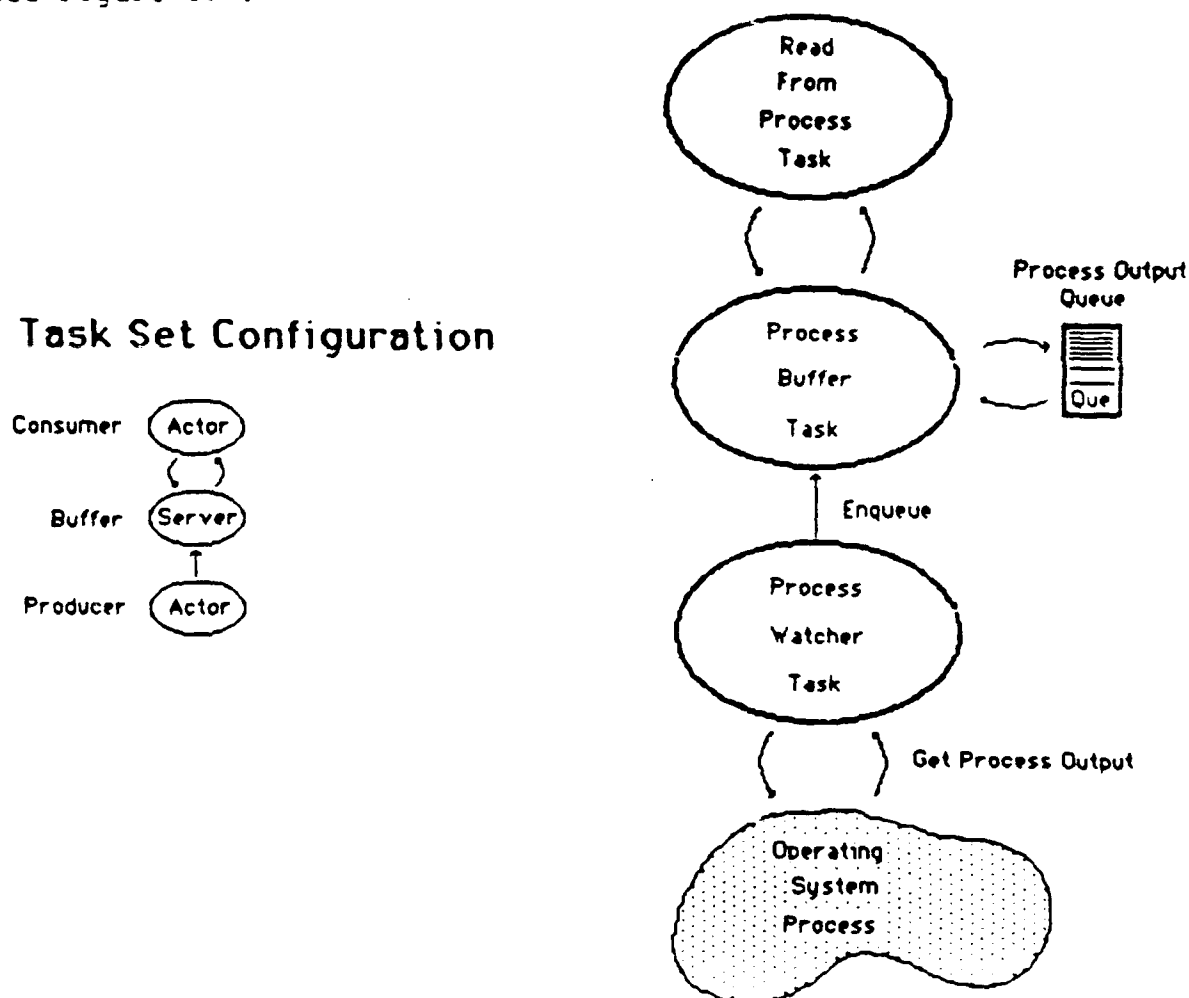 Read
From
Process
Task
Process Output
Queue
Que
Process
Buffer
Task
Enqueue
Process
Watcher
Task
Get Process Output
Operating
System
Process
Task Set Configuration
Consumer Actor
Buffer Server
Producer Actor